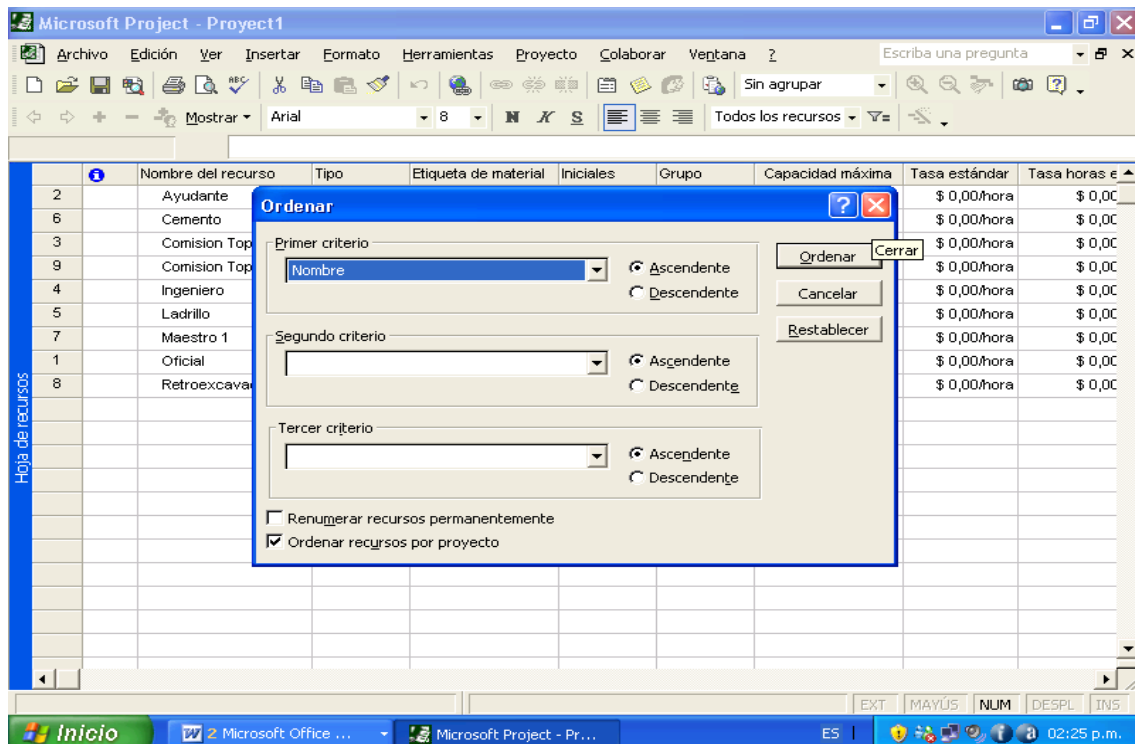 Microsoft Project - Proyect1
Archivo Edición Ver Insertar Formato Herramientas Proyecto Colaborar Ventana ? Escriba una pregunta
ABC Sin agrupar
Mostrar Arial 8 N K S Todos los recursos
Nombre del recurso Tipo Etiqueta de material Iniciales Grupo Capacidad máxima Tasa estándar Tasa horas e
2 Ayudante $ 0,00/hora $ 0,0
6 Cemento $ 0,00/hora $ 0,00
3 Comision Top $ 0,00/hora $ 0,00
9 Comision Top $ 0,00/hora $ 0,00
4 Ingeniero $ 0,00/hora $ 0,00
5 Ladrillo $ 0,00/hora $ 0,00
7 Maestro 1 $ 0,00/hora $ 0,00
1 Oficial $ 0,00/hora $ 0,00
8 Retroexcava $ 0,00/hora $ 0,00
Hoja de recursos
Ordenar
Primer criterio
Nombre
Ascendente
Descendente
Ordenar
Cerrar
Cancelar
Restablecer
Segundo criterio
Ascendente
Descendente
Tercer criterio
Ascendente
Descendente
Renumerar recursos permanentemente
Ordenar recursos por proyecto
EXT MAYÚS NUM DESPL INS
Inicio 2 Microsoft Office ... Microsoft Project - Pr... ES 02:25 p.m.